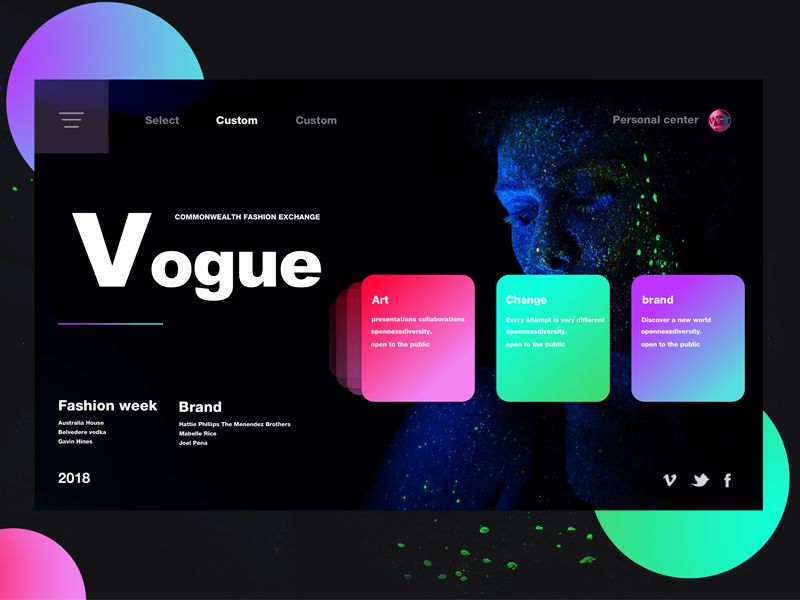 Select Custom Custom Personal center
COMMONWEALTH FASHION EXCHANGE
Vogue
Art
presentations collaborations
opennessdiversity.
open to the public
Change
Every attempt is very different
opennessdiversity.
open to the public
brand
Discover a new world
opennessdiversity.
open to the public
Fashion week
Australia House
Belvedere vodka
Gavin Hines
Brand
Hattie Phillips The Menendez Brothers
Mabelle Rice
Joel Pena
2018